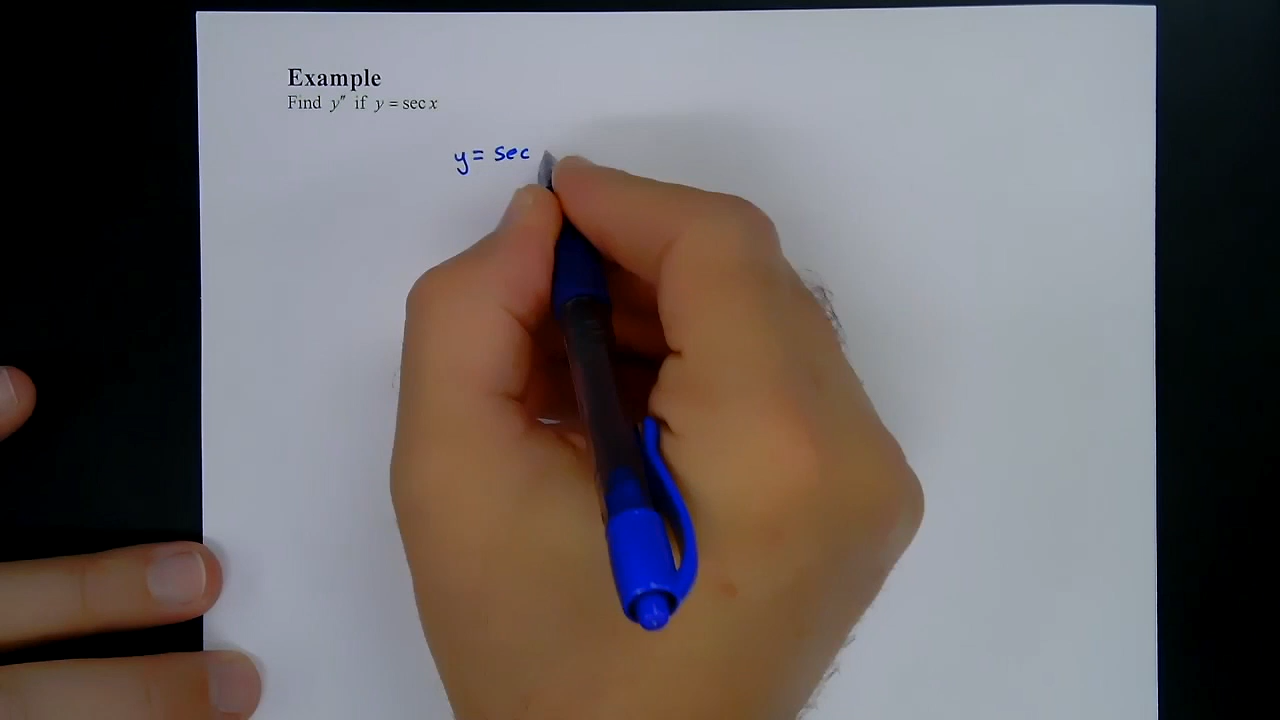 Example
Find y″ if y = sec x
y = sec